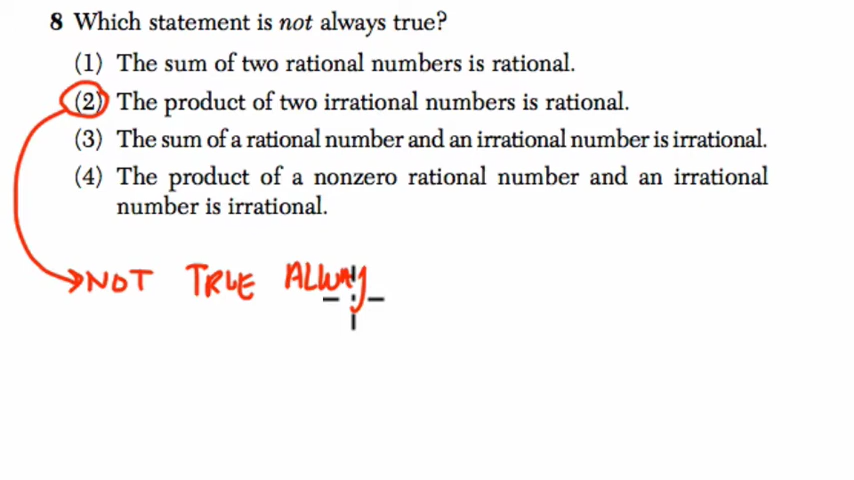 8 Which statement is not always true?
(1) The sum of two rational numbers is rational.
(2) The product of two irrational numbers is rational.
(3) The sum of a rational number and an irrational number is irrational.
(4) The product of a nonzero rational number and an irrational
number is irrational.
NOT TRUE ALWAY